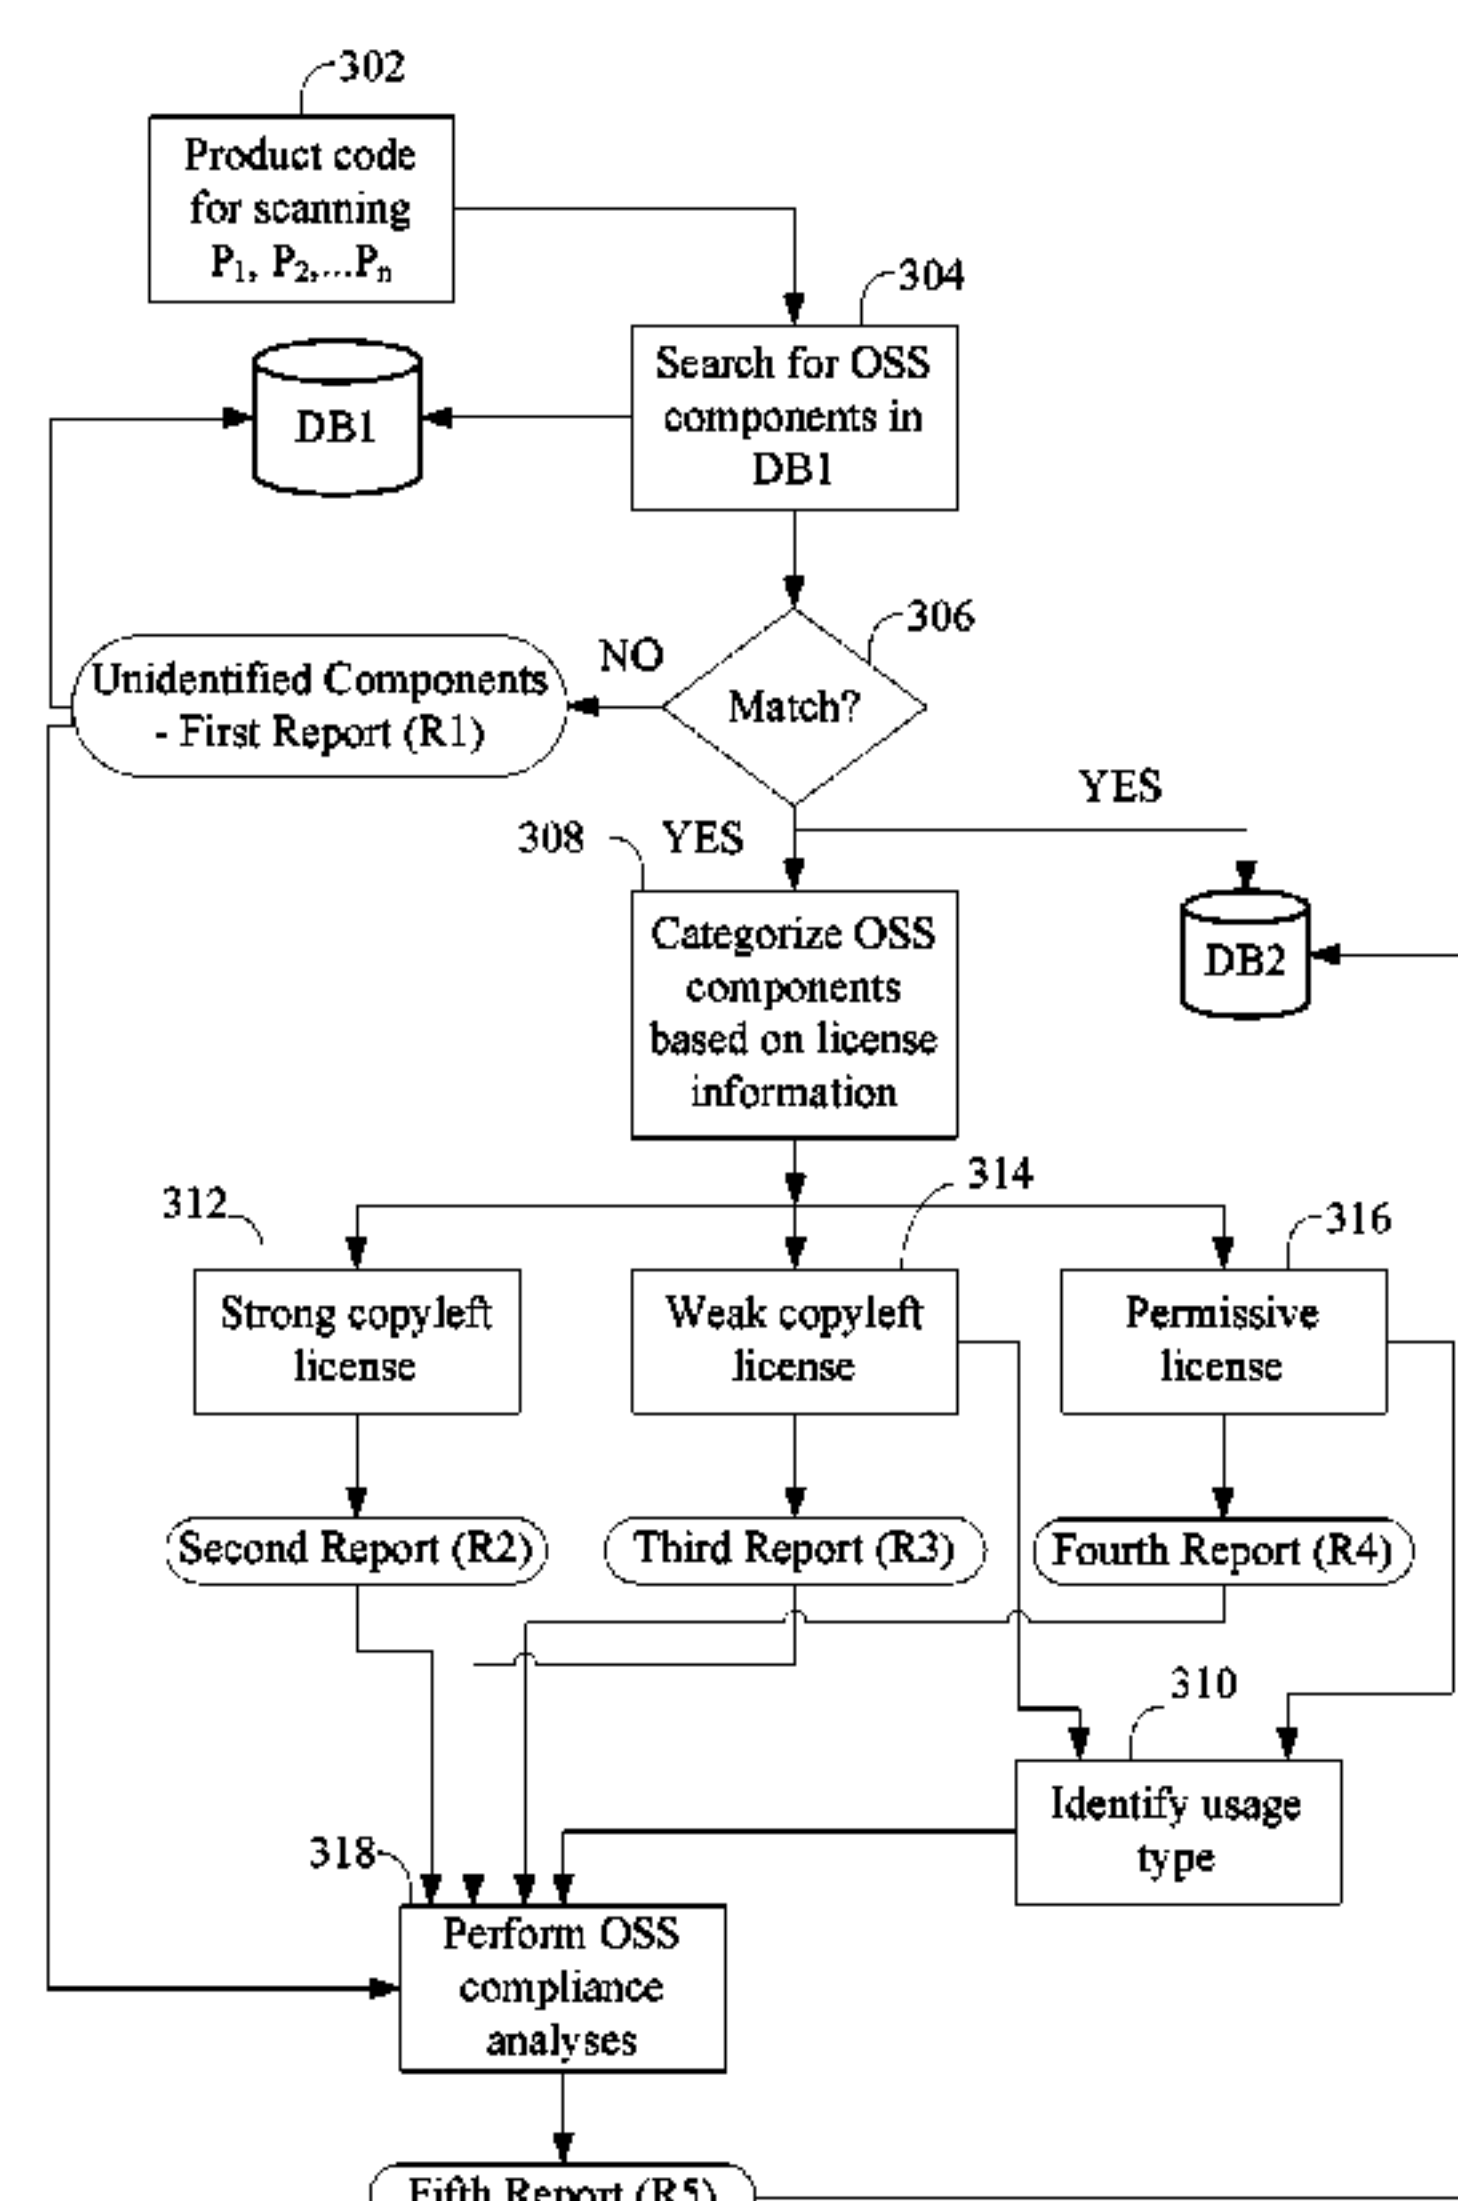 302
Product code
for scanning
P1, P2,...Pn
304
Search for OSS
components in
DB1
DB1
306
Match?
NO
Unidentified Components
- First Report (R1)
YES
308
YES
Categorize OSS
components
based on license
information
DB2
312
314
316
Strong copyleft
license
Weak copyleft
license
Permissive
license
Second Report (R2)
Third Report (R3)
Fourth Report (R4)
310
Identify usage
type
318
Perform OSS
compliance
analyses
Fifth Report (R5)